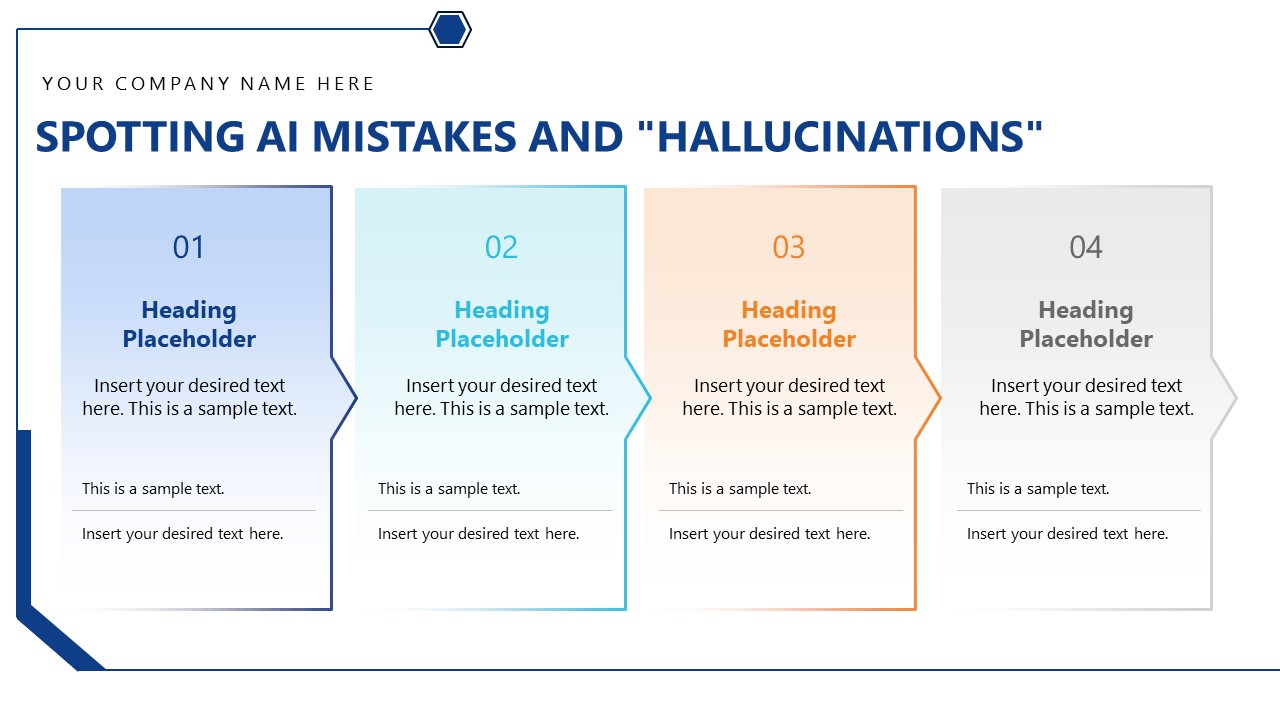 YOUR COMPANY NAME HERE
SPOTTING AI MISTAKES AND "HALLUCINATIONS"
01
Heading
Placeholder
Insert your desired text
here. This is a sample text.
This is a sample text.
Insert your desired text here.
02
Heading
Placeholder
Insert your desired text
here. This is a sample text.
This is a sample text.
Insert your desired text here.
03
Heading
Placeholder
Insert your desired text
here. This is a sample text.
This is a sample text.
Insert your desired text here.
04
Heading
Placeholder
Insert your desired text
here. This is a sample text.
This is a sample text.
Insert your desired text here.